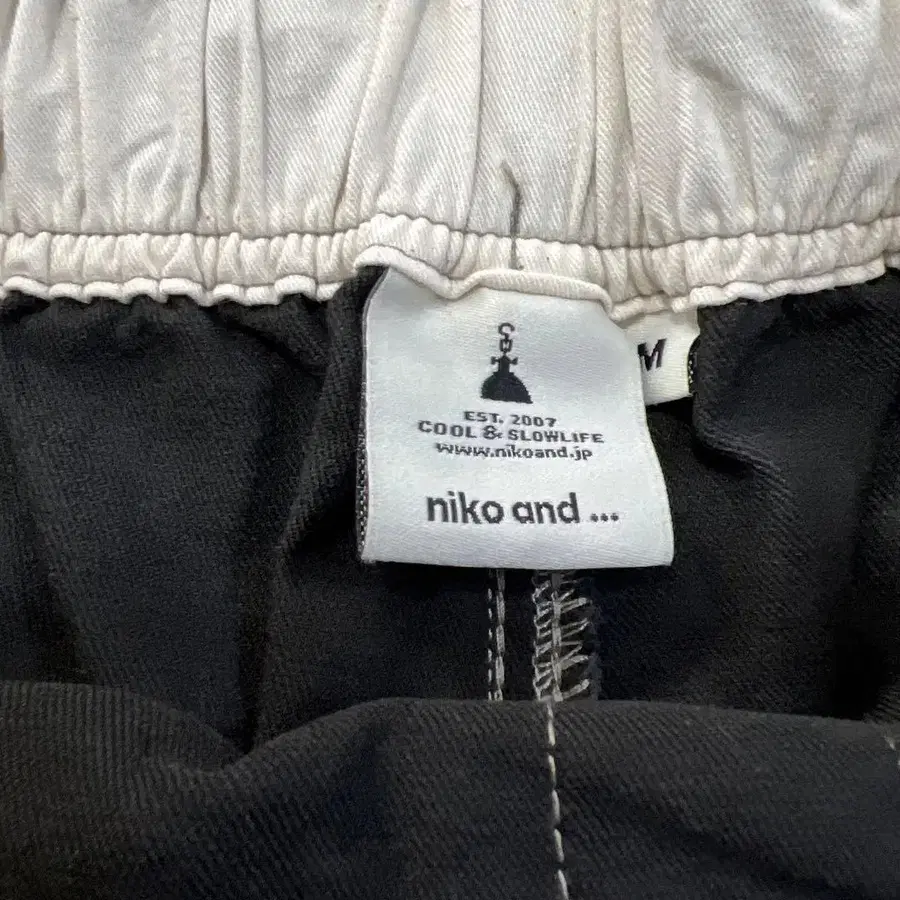 EST. 2007
COOL & SLOWLIFE
www.nikoand.jp
niko and ...
M